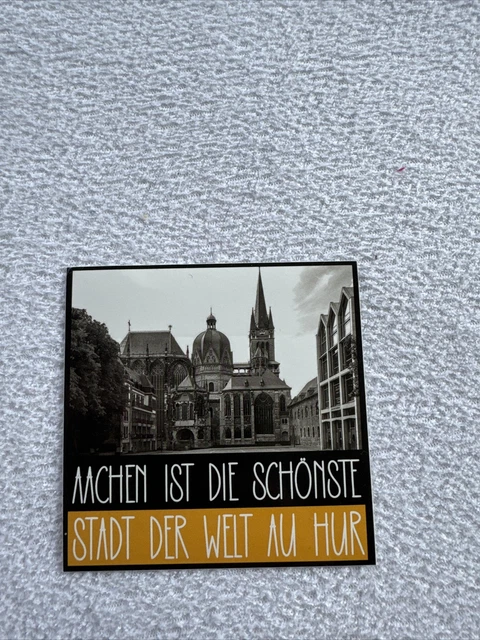 AACHEN IST DIE SCHÖNSTE
STADT DER WELT AU HUR